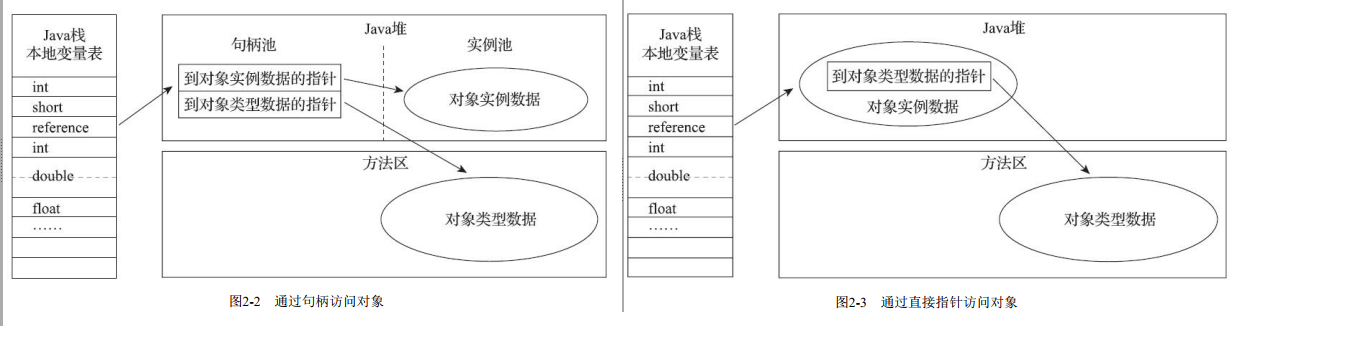 Java栈
本地变量表
int
short
reference
int
double
float
……
Java堆
句柄池
实例池
到对象实例数据的指针
到对象类型数据的指针
对象实例数据
方法区
对象类型数据
图2-2 通过句柄访问对象
Java栈
本地变量表
int
short
reference
int
double
float
……
Java堆
到对象类型数据的指针
对象实例数据
方法区
对象类型数据
图2-3 通过直接指针访问对象